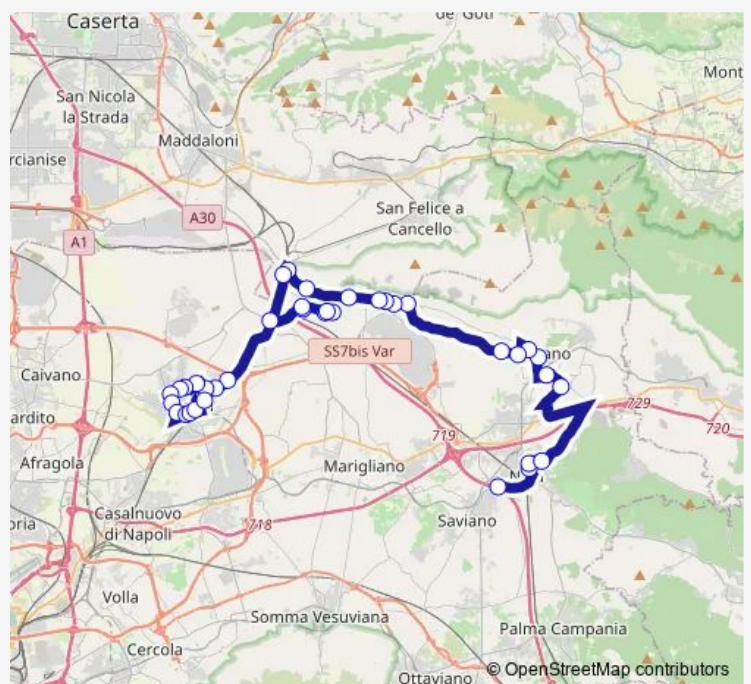 de' Goti
Caserta
Mont
San Nicola
la Strada
Maddaloni
rcianise
A30
San Felice a
Cancello
A1
SS7bis Var
ano
Caivano
729
ardito
720
719
Afragola
Marigliano
N
Casalnuovo
di Napoli
oria
Saviano
718
Volla
Somma Vesuviana
Palma Campania
Cercola
Ottaviano
© OpenStreetMap contributors